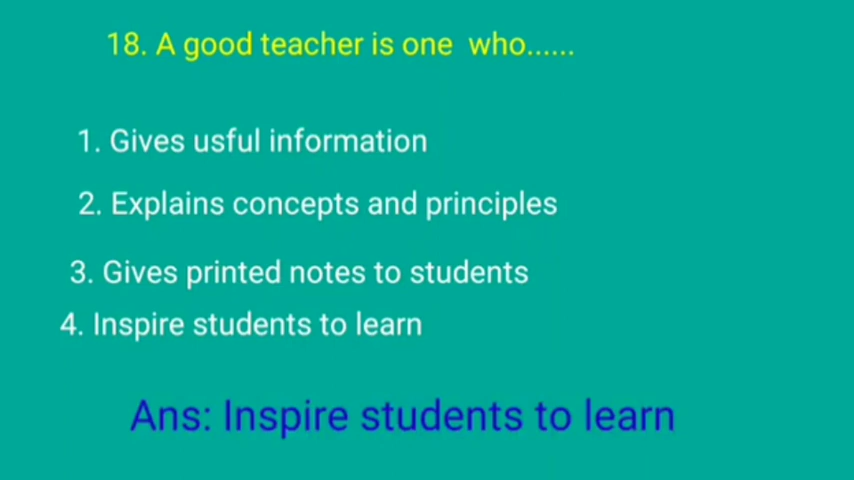 18. A good teacher is one who......
1. Gives usful information
2. Explains concepts and principles
3. Gives printed notes to students
4. Inspire students to learn
Ans: Inspire students to learn